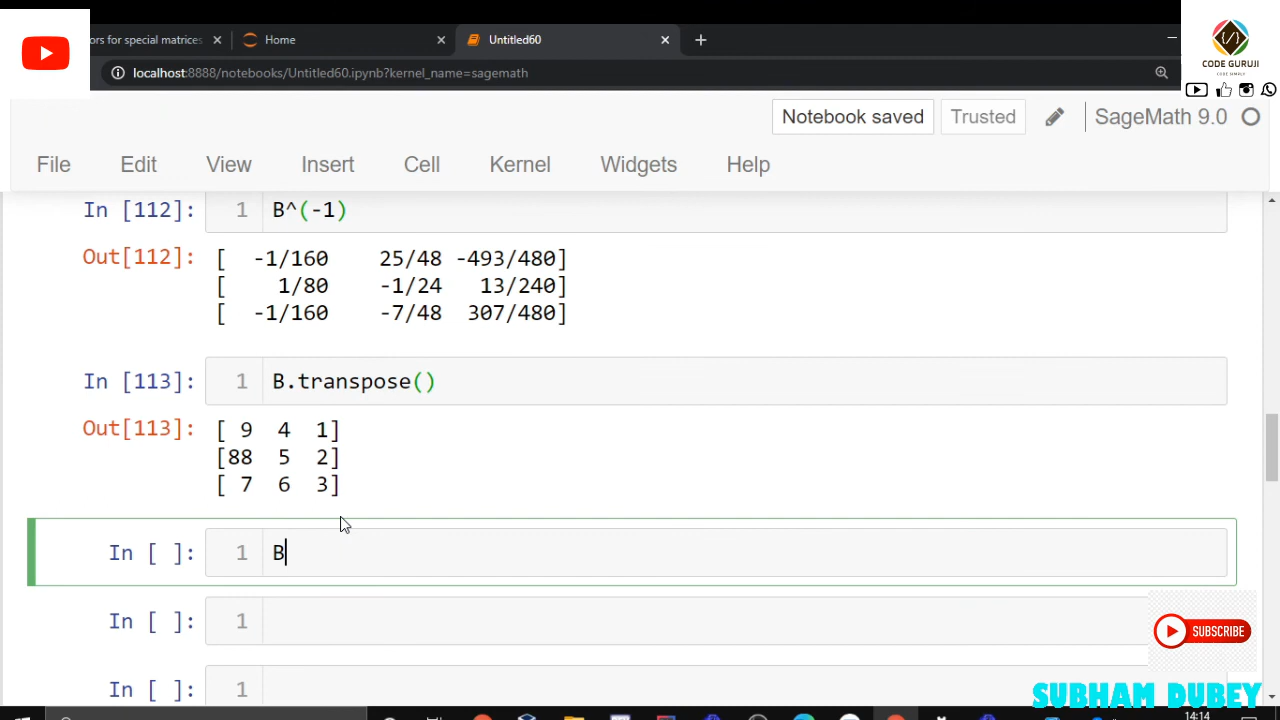 ors for special matrices
Home
Untitled60
CODE GURUJI
localhost:8888/notebooks/Untitled60.ipynb?kernel_name=sagemath
Notebook saved
Trusted
SageMath 9.0
File
Edit
View
Insert
Cell
Kernel
Widgets
Help
In [112]:
1
B^(-1)
Out[112]:
[ -1/160 25/48 -493/480]
[ 1/80 -1/24 13/240]
[ -1/160 -7/48 307/480]
In [113]:
1
B.transpose()
Out[113]:
[ 9 4 1]
[88 5 2]
[ 7 6 3]
In [ ]:
1
B
In [ ]:
1
SUBSCRIBE
In [ ]:
1
SUBHAM DUBEY
14:14